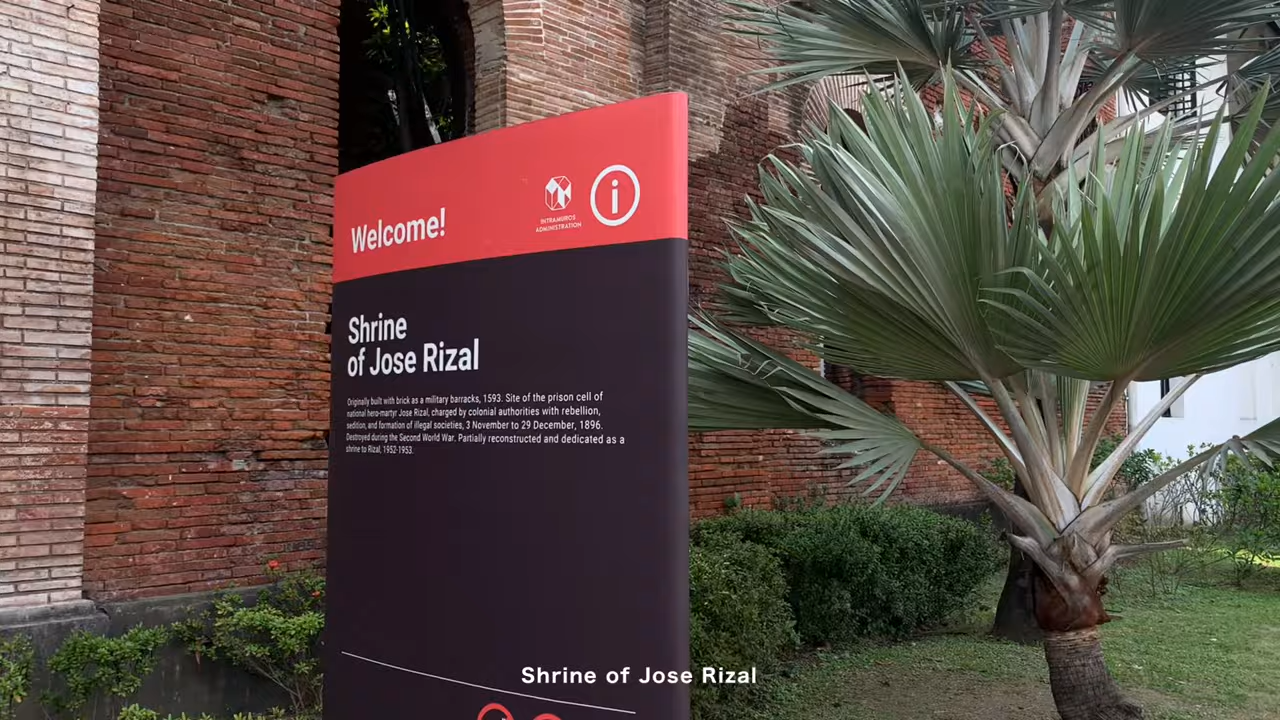 Welcome!
INTRAMUROS
ADMINISTRATION
i
Shrine
of Jose Rizal
Originally built with brick as a military barracks, 1593. Site of the prison cell of
national hero-martyr Jose Rizal, charged by colonial authorities with rebellion,
sedition, and formation of illegal societies, 3 November to 29 December, 1896.
Destroyed during the Second World War. Partially reconstructed and dedicated as a
shrine to Rizal, 1952-1953.
Shrine of Jose Rizal